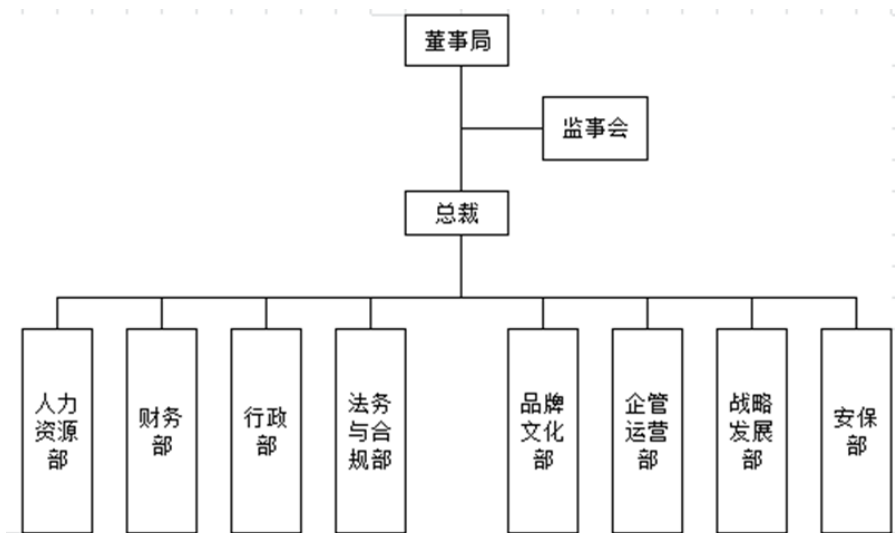 董事局
监事会
总裁
人力
资源
部
财务
部
行政
部
法务
与合
规部
品牌
文化
部
企管
运营
部
战略
发展
部
安保
部